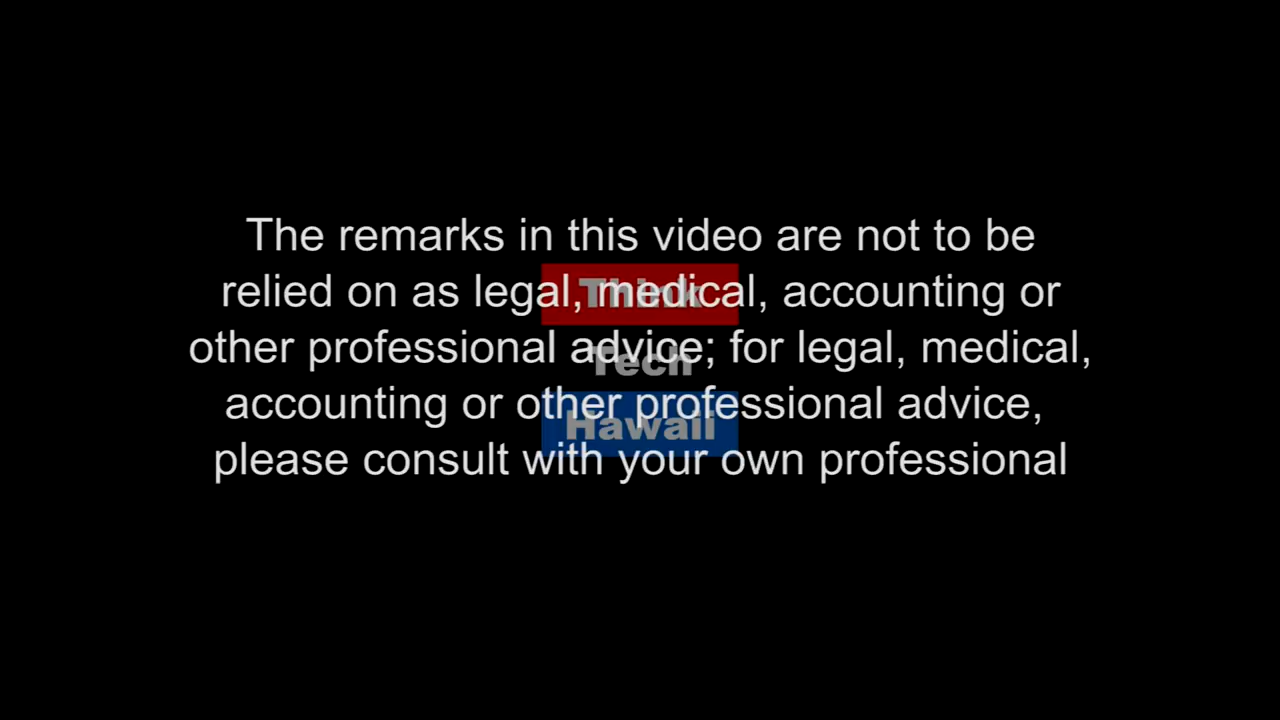 The remarks in this video are not to be
relied on as legal, medical, accounting or
other professional advice; for legal, medical,
accounting or other professional advice,
please consult with your own professional
Think
Tech
Hawaii